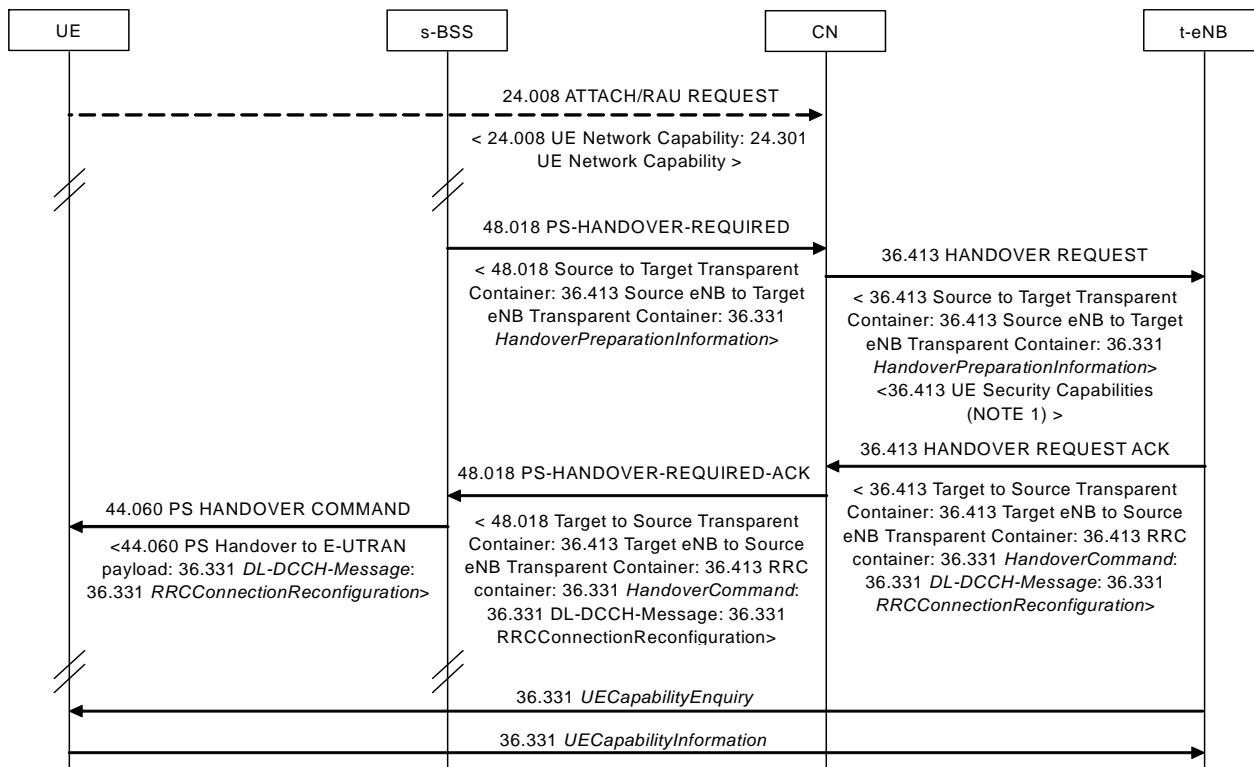 UE
s-BSS
CN
t-eNB
24.008 ATTACH/RAU REQUEST
< 24.008 UE Network Capability: 24.301
UE Network Capability >
48.018 PS-HANDOVER-REQUIRED
< 48.018 Source to Target Transparent
Container: 36.413 Source eNB to Target
eNB Transparent Container: 36.331
HandoverPreparationInformation>
36.413 HANDOVER REQUEST
< 36.413 Source to Target Transparent
Container: 36.413 Source eNB to Target
eNB Transparent Container: 36.331
HandoverPreparationInformation>
<36.413 UE Security Capabilities
(NOTE 1) >
36.413 HANDOVER REQUEST ACK
< 36.413 Target to Source Transparent
Container: 36.413 Target eNB to Source
eNB Transparent Container: 36.413 RRC
container: 36.331 HandoverCommand:
36.331 DL-DCCH-Message: 36.331
RRCConnectionReconfiguration>
48.018 PS-HANDOVER-REQUIRED-ACK
< 48.018 Target to Source Transparent
Container: 36.413 Target eNB to Source
eNB Transparent Container: 36.413 RRC
container: 36.331 HandoverCommand:
36.331 DL-DCCH-Message: 36.331
RRCConnectionReconfiguration>
44.060 PS HANDOVER COMMAND
<44.060 PS Handover to E-UTRAN
payload: 36.331 DL-DCCH-Message:
36.331 RRCConnectionReconfiguration>
36.331 UECapabilityEnquiry
36.331 UECapabilityInformation